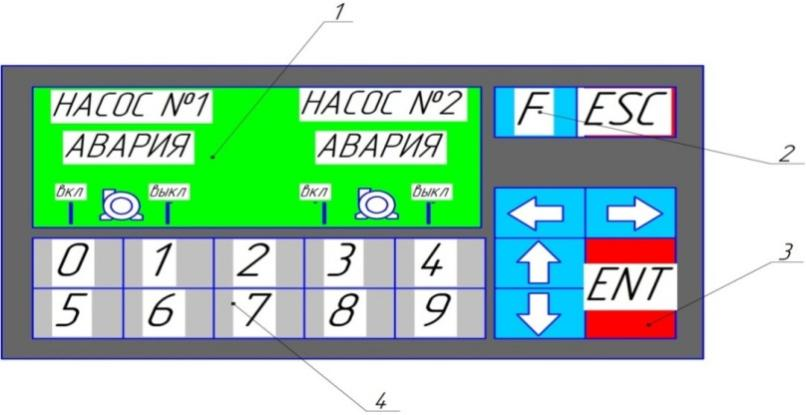 1
НАСОС №1 НАСОС №2
F ESC
АВАРИЯ АВАРИЯ
2
вкл выкл вкл выкл
0 1 2 3 4
3
ENT
5 6 7 8 9
4